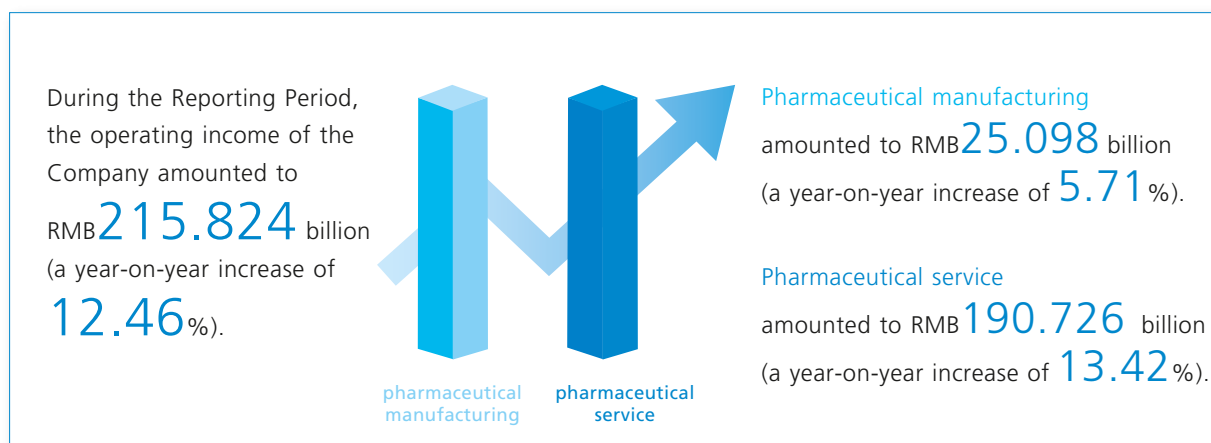 During the Reporting Period,
the operating income of the
Company amounted to
RMB215.824 billion
(a year-on-year increase of
12.46%).
pharmaceutical
manufacturing
pharmaceutical
service
Pharmaceutical manufacturing
amounted to RMB25.098 billion
(a year-on-year increase of 5.71%).
Pharmaceutical service
amounted to RMB190.726 billion
(a year-on-year increase of 13.42%).